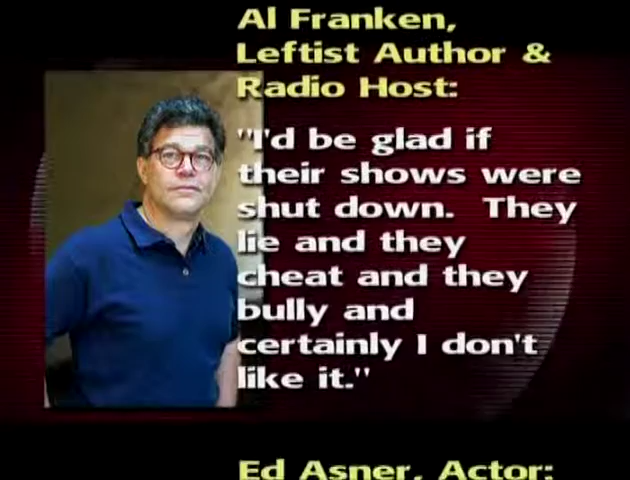 Al Franken,
Leftist Author &
Radio Host:
"I'd be glad if
their shows were
shut down. They
lie and they
cheat and they
bully and
certainly I don't
like it."
Ed Asner, Actor: